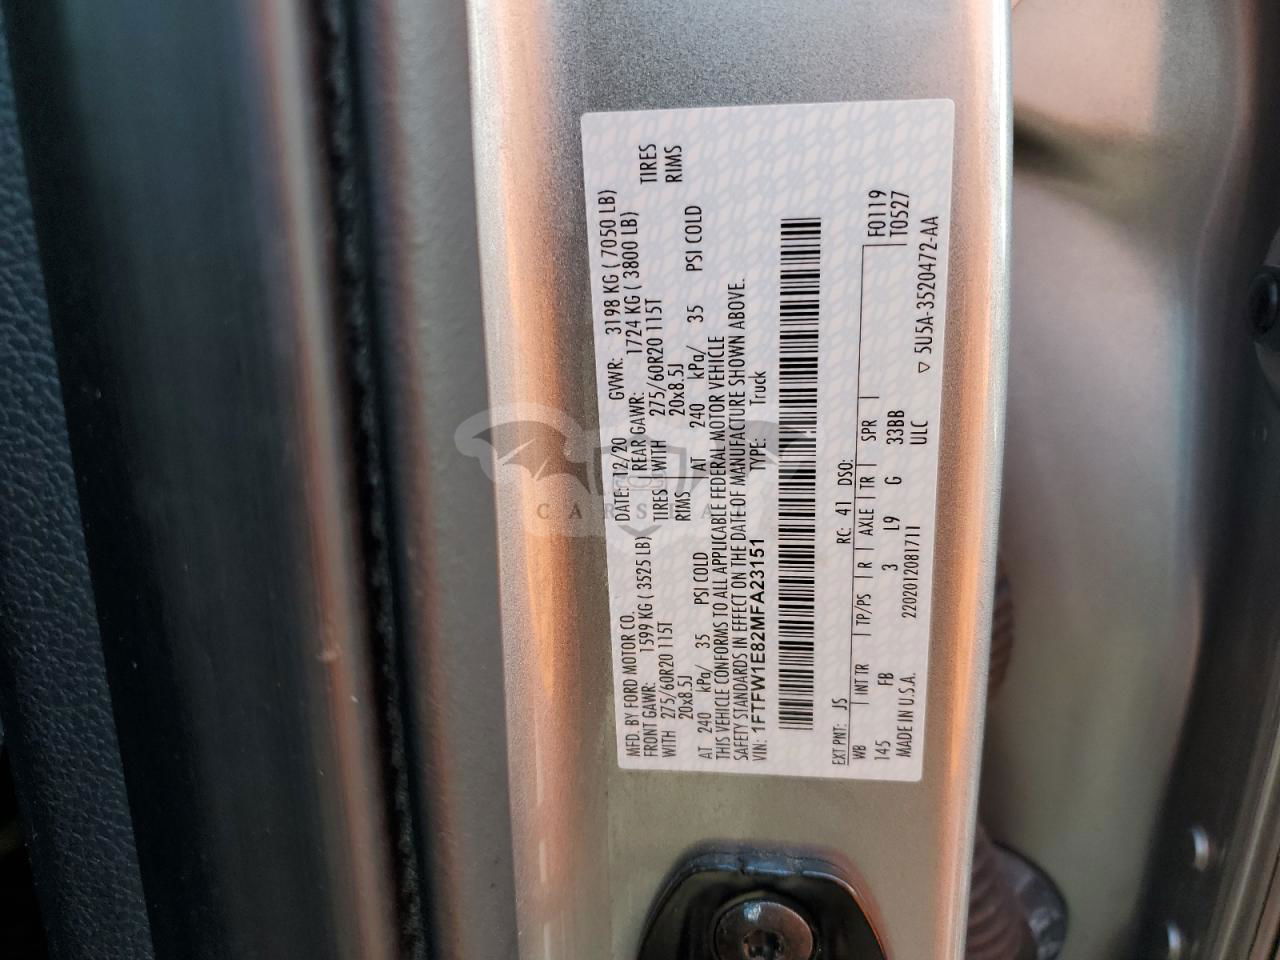 MFD. BY FORD MOTOR CO.
DATE: 12/20
GVWR: 3198 KG ( 7050 LB)
FRONT GAWR: 1599 KG ( 3525 LB)
REAR GAWR: 1724 KG ( 3800 LB)
WITH 275/60R20 115T TIRES
WITH 275/60R20 115T TIRES
20x8.5J RIMS
20x8.5J RIMS
AT 240 kPa/ 35 PSI COLD
AT 240 kPa/ 35 PSI COLD
THIS VEHICLE CONFORMS TO ALL APPLICABLE FEDERAL MOTOR VEHICLE
SAFETY STANDARDS IN EFFECT ON THE DATE OF MANUFACTURE SHOWN ABOVE.
VIN: 1FTFW1E82MFA23151 TYPE: Truck
EXT PNT: JS RC: 41 DSO:
WB INT TR TP/PS R AXLE TR SPR F0119
145 FB 3 L9 G 33BB T0527
MADE IN U.S.A. 2202012081711 ULC
▽ 5U5A-3520472-AA